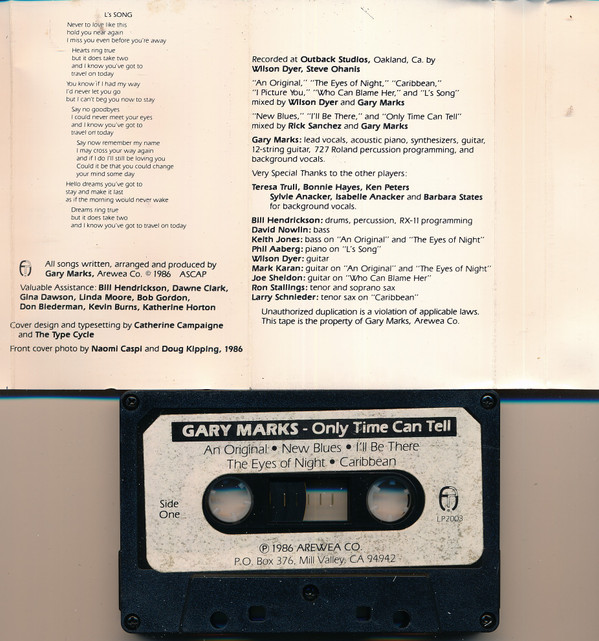 L's SONG
Never to love like this
hold you near again
I miss you even before you're away
Hearts ring true
but it does take two
and I know you've got to
travel on today
You know if I had my way
I'd never let you go
but I can't beg you now to stay
Say no goodbyes
I could never meet your eyes
and I know you've got to
travel on today
Say now remember my name
I may cross your way again
and if I do I'll still be loving you
Could it be that you could change
your mind some day
Hello dreams you've got to
stay and make it last
as if the morning would never wake
Dreams ring true
but it does take two
and I know you've got to travel on today
All songs written, arranged and produced by
Gary Marks, Arewea Co. © 1986 ASCAP
Valuable Assistance: Bill Hendrickson, Dawne Clark,
Gina Dawson, Linda Moore, Bob Gordon,
Don Biederman, Kevin Burns, Katherine Horton
Cover design and typesetting by Catherine Campaigne
and The Type Cycle
Front cover photo by Naomi Caspi and Doug Kipping, 1986
Recorded at Outback Studios, Oakland, Ca. by
Wilson Dyer, Steve Ohanis
"An Original," "The Eyes of Night," "Caribbean,"
"I Picture You," "Who Can Blame Her," and "L's Song"
mixed by Wilson Dyer and Gary Marks
"New Blues," "I'll Be There," and "Only Time Can Tell"
mixed by Rick Sanchez and Gary Marks
Gary Marks: lead vocals, acoustic piano, synthesizers, guitar,
12-string guitar, 727 Roland percussion programming, and
background vocals.
Very Special Thanks to the other players:
Teresa Trull, Bonnie Hayes, Ken Peters
Sylvie Anacker, Isabelle Anacker and Barbara States
for background vocals.
Bill Hendrickson: drums, percussion, RX-11 programming
David Nowlin: bass
Keith Jones: bass on "An Original" and "The Eyes of Night"
Phil Aaberg: piano on "L's Song"
Wilson Dyer: guitar
Mark Karan: guitar on "An Original" and "The Eyes of Night"
Joe Sheldon: guitar on "Who Can Blame Her"
Ron Stallings: tenor and soprano sax
Larry Schnieder: tenor sax on "Caribbean"
Unauthorized duplication is a violation of applicable laws.
This tape is the property of Gary Marks, Arewea Co.
GARY MARKS - Only Time Can Tell
An Original • New Blues • I'll Be There
The Eyes of Night • Caribbean
Side
One
LP2003
℗ 1986 AREWEA CO.
P.O. Box 376, Mill Valley, CA 94942